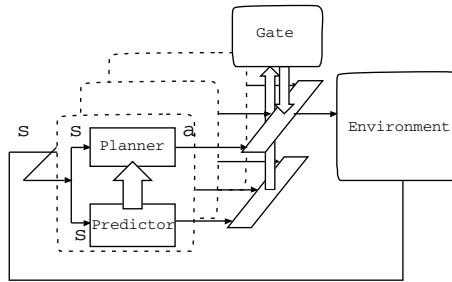 Gate
s
s
a
Planner
Environment
Predictor
s